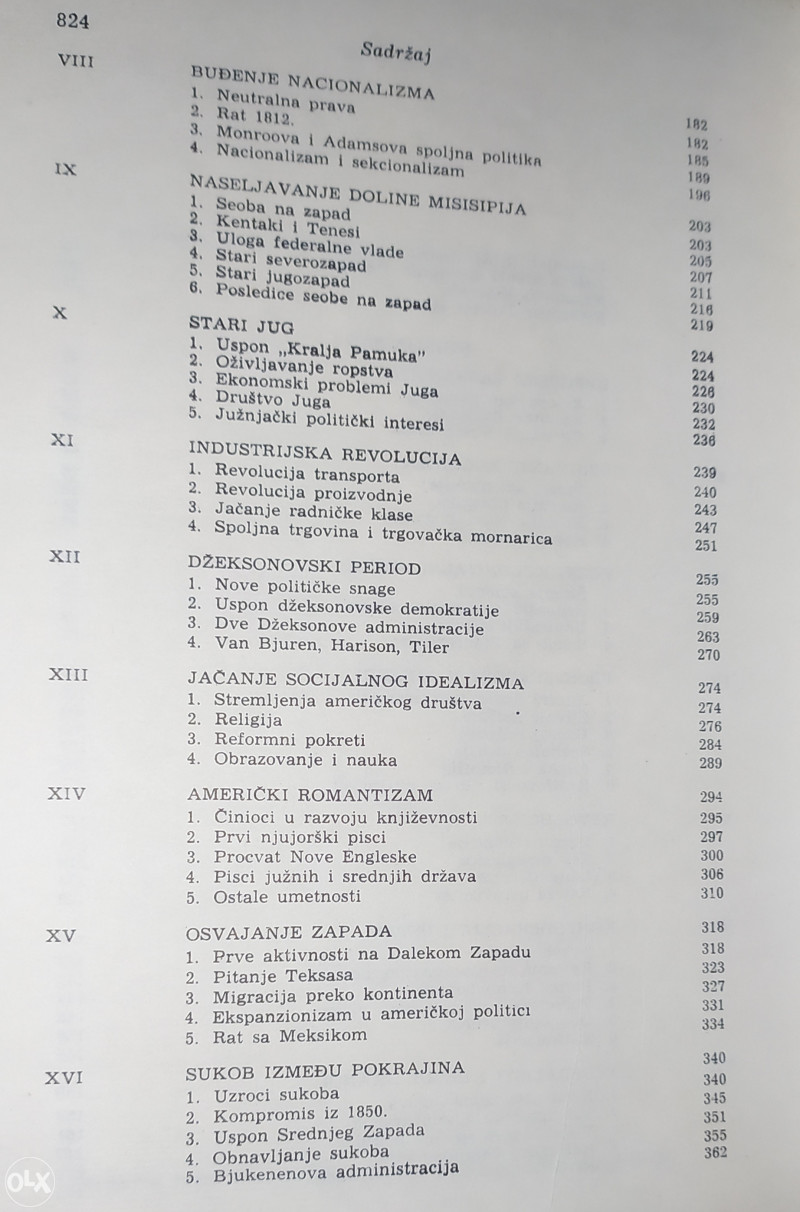 824
Sadržaj
VIII BUĐENJE NACIONALIZMA 182
1. Neutralna prava 182
2. Rat 1812. 185
3. Monroova i Adamsova spoljna politika 189
4. Nacionalizam i sekcionalizam 196
IX NASELJAVANJE DOLINE MISISIPIJA 203
1. Seoba na zapad 203
2. Kentaki i Tenesi 205
3. Uloga federalne vlade 207
4. Stari severozapad 211
5. Stari jugozapad 216
6. Posledice seobe na zapad 219
X STARI JUG 224
1. Uspon „Kralja Pamuka" 224
2. Oživljavanje ropstva 226
3. Ekonomski problemi Juga 230
4. Društvo Juga 232
5. Južnjački politički interesi 236
XI INDUSTRIJSKA REVOLUCIJA 239
1. Revolucija transporta 240
2. Revolucija proizvodnje 243
3. Jačanje radničke klase 247
4. Spoljna trgovina i trgovačka mornarica 251
XII DŽEKSONOVSKI PERIOD 255
1. Nove političke snage 255
2. Uspon džeksonovske demokratije 259
3. Dve Džeksonove administracije 263
4. Van Bjuren, Harison, Tiler 270
XIII JAČANJE SOCIJALNOG IDEALIZMA 274
1. Stremljenja američkog društva 274
2. Religija 276
3. Reformni pokreti 284
4. Obrazovanje i nauka 289
XIV AMERIČKI ROMANTIZAM 294
1. Činioci u razvoju književnosti 295
2. Prvi njujorški pisci 297
3. Procvat Nove Engleske 300
4. Pisci južnih i srednjih država 306
5. Ostale umetnosti 310
XV OSVAJANJE ZAPADA 318
1. Prve aktivnosti na Dalekom Zapadu 318
2. Pitanje Teksasa 323
3. Migracija preko kontinenta 327
4. Ekspanzionizam u američkoj politici 331
5. Rat sa Meksikom 334
XVI SUKOB IZMEĐU POKRAJINA 340
1. Uzroci sukoba 340
2. Kompromis iz 1850. 345
3. Uspon Srednjeg Zapada 351
4. Obnavljanje sukoba 355
5. Bjukenenova administracija 362
OLX